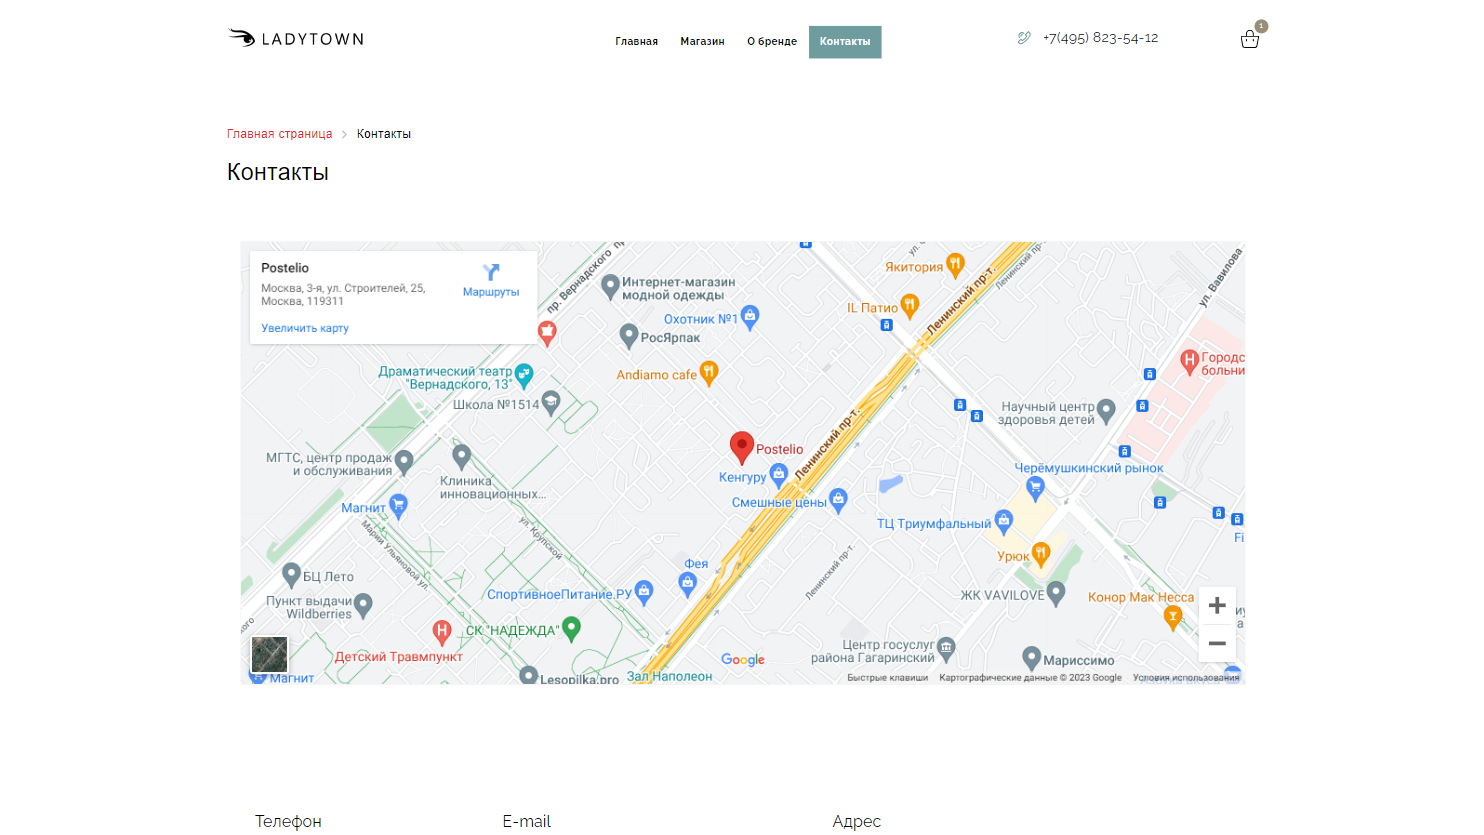 LADYTOWN
Главная
Магазин
О бренде
Контакты
+7(495) 823-54-12
1
Главная страница
Контакты
Контакты
Postelio
Москва, 3-я, ул. Строителей, 25,
Москва, 119311
Маршруты
Увеличить карту
пр. Вернадского
пр
Интернет-магазин
модной одежды
Охотник №1
РосЯрпак
Andiamo cafe
Якитория
IL Патио
ул.
Ленинский пр-т.
Ленинский пр-т.
ул. Вавилова
Городс
больни
Драматический театр
"Вернадского, 13"
Школа №1514
Научный центр
здоровья детей
Postelio
Кенгуру
Ленинский пр-т.
Смешные цены
Черёмушкинский рынок
МГТС, центр продаж
и обслуживания
Клиника
инновационных...
Магнит
Марии Ульяновой ул.
ул. Крупской
ТЦ Триумфальный
Fi
Урюк
Ленинский пр-т.
Фея
СпортивноеПитание.РУ
БЦ Лето
Пункт выдачи
Wildberries
ЖК VAVILOVE
Конор Мак Несса
СК "НАДЕЖДА"
Детский Травмпункт
Центр госуслуг
района Гагаринский
Мариссимо
Google
Магнит
Lesopilka.pro
Зал Наполеон
Быстрые клавиши
Картографические данные © 2023 Google
Условия использования
Телефон
E-mail
Адрес